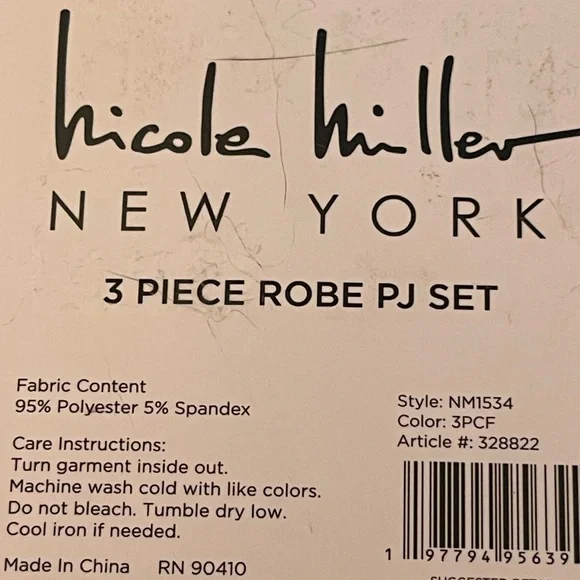 nicole miller
NEW YORK
3 PIECE ROBE PJ SET
Fabric Content
95% Polyester 5% Spandex
Care Instructions:
Turn garment inside out.
Machine wash cold with like colors.
Do not bleach. Tumble dry low.
Cool iron if needed.
Made In China RN 90410
Style: NM1534
Color: 3PCF
Article #: 328822
1 97794 95639